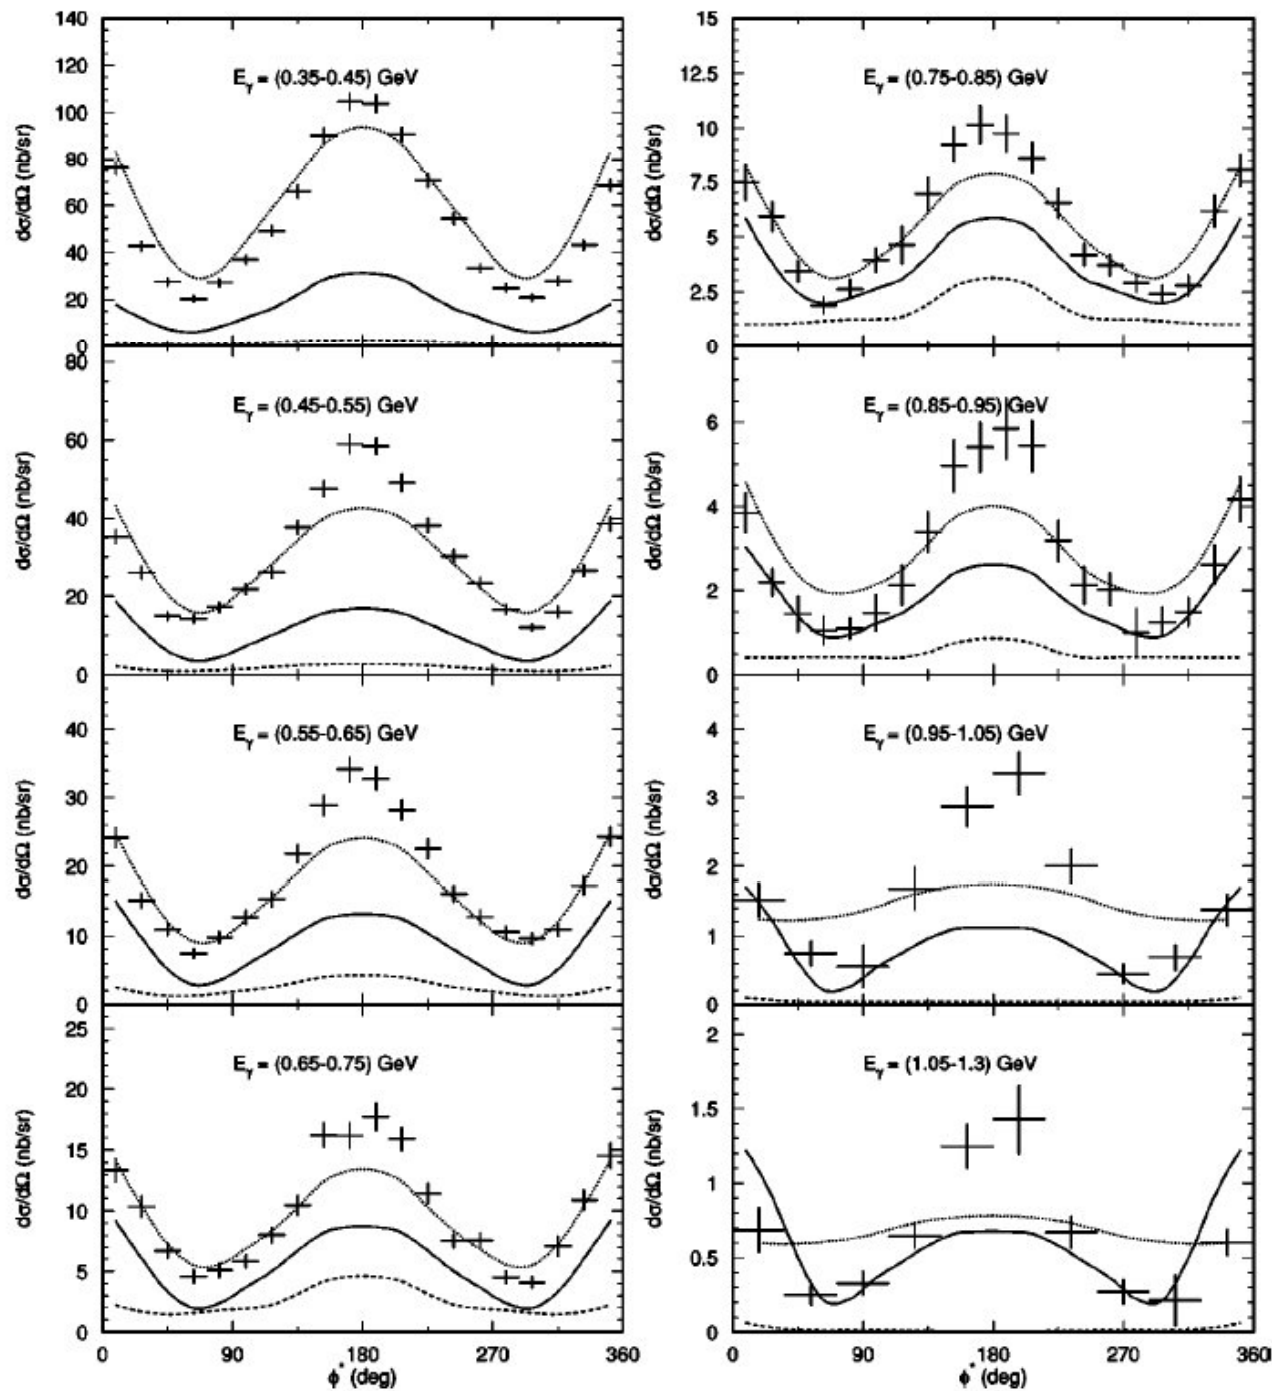 140
120
100
80
60
40
20
0
dσ/dΩ (nb/sr)
E_γ = (0.35-0.45) GeV
80
60
40
20
0
dσ/dΩ (nb/sr)
E_γ = (0.45-0.55) GeV
40
30
20
10
0
dσ/dΩ (nb/sr)
E_γ = (0.55-0.65) GeV
25
20
15
10
5
0
dσ/dΩ (nb/sr)
E_γ = (0.65-0.75) GeV
0 90 180 270 360
ϕ* (deg)
15
12.5
10
7.5
5
2.5
0
dσ/dΩ (nb/sr)
E_γ = (0.75-0.85) GeV
6
4
2
0
dσ/dΩ (nb/sr)
E_γ = (0.85-0.95) GeV
4
3
2
1
0
dσ/dΩ (nb/sr)
E_γ = (0.95-1.05) GeV
2
1.5
1
0.5
0
dσ/dΩ (nb/sr)
E_γ = (1.05-1.3) GeV
0 90 180 270 360
ϕ* (deg)